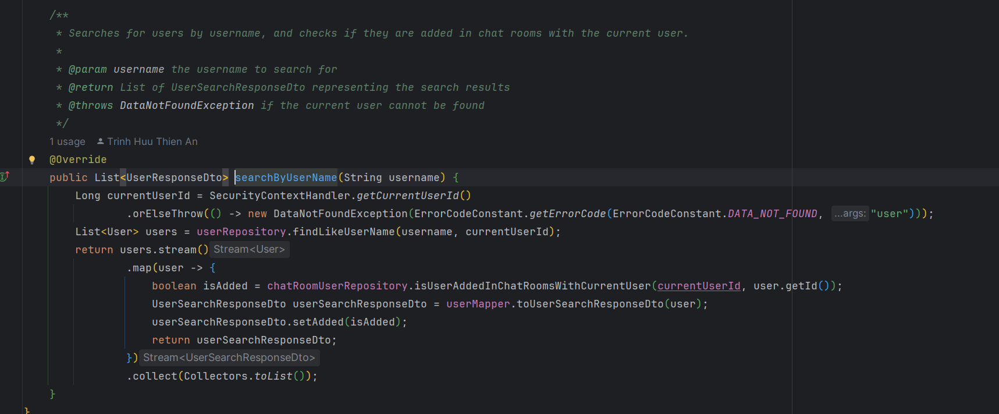 /**
 * Searches for users by username, and checks if they are added in chat rooms with the current user.
 *
 * @param username the username to search for
 * @return List of UserSearchResponseDto representing the search results
 * @throws DataNotFoundException if the current user cannot be found
 */
1 usage Trinh Huu Thien An
@Override
public List<UserResponseDto> searchByUserName(String username) {
    Long currentUserId = SecurityContextHandler.getCurrentUserId()
            .orElseThrow(() -> new DataNotFoundException(ErrorCodeConstant.getErrorCode(ErrorCodeConstant.DATA_NOT_FOUND, ...args: "user")));
    List<User> users = userRepository.findLikeUserName(username, currentUserId);
    return users.stream() Stream<User>
            .map(user -> {
                boolean isAdded = chatRoomUserRepository.isUserAddedInChatRoomsWithCurrentUser(currentUserId, user.getId());
                UserSearchResponseDto userSearchResponseDto = userMapper.toUserSearchResponseDto(user);
                userSearchResponseDto.setAdded(isAdded);
                return userSearchResponseDto;
            }) Stream<UserSearchResponseDto>
            .collect(Collectors.toList());
}
}